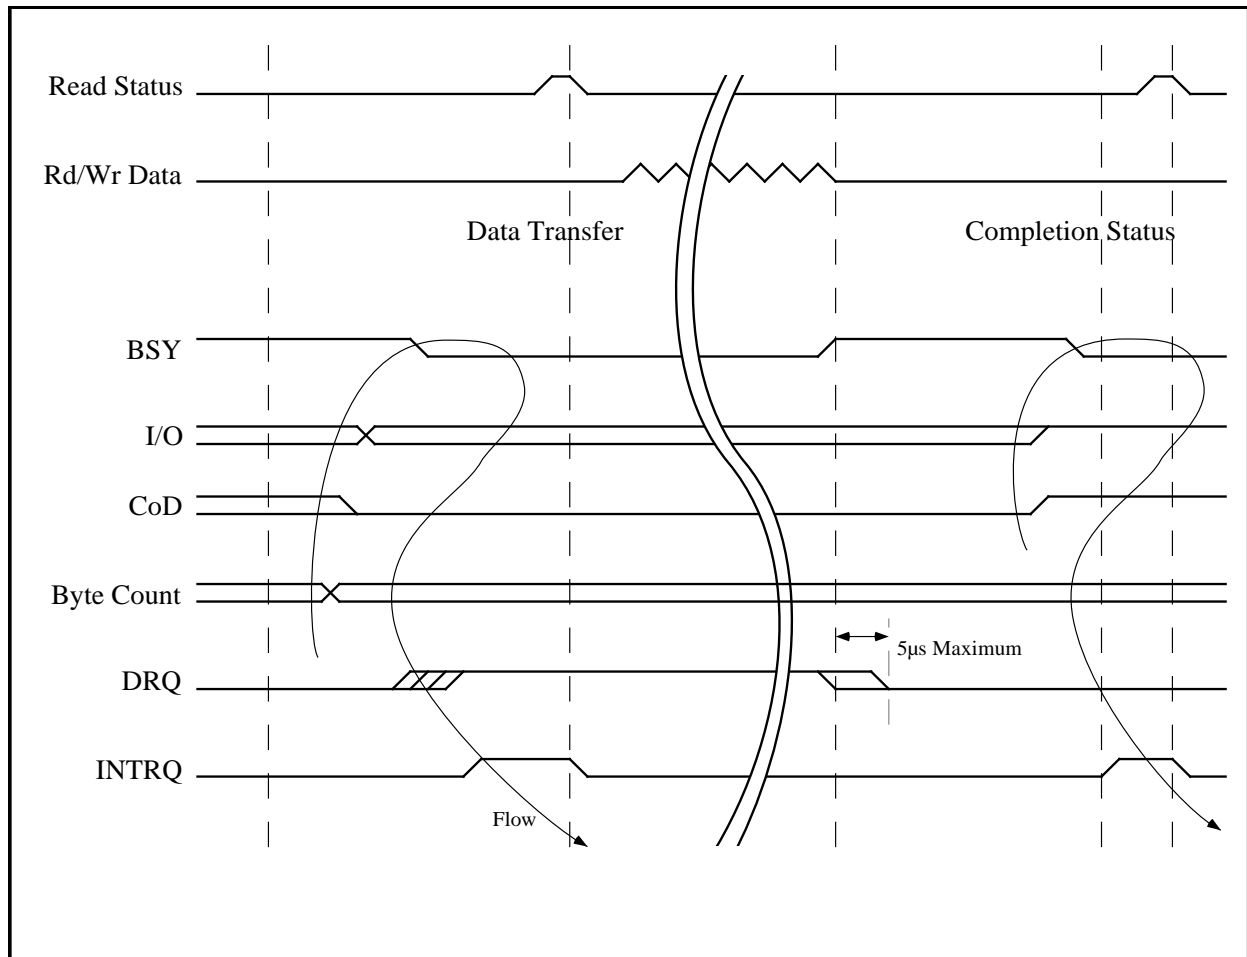 Read Status
Rd/Wr Data
Data Transfer
Completion Status
BSY
I/O
CoD
Byte Count
5µs Maximum
DRQ
INTRQ
Flow